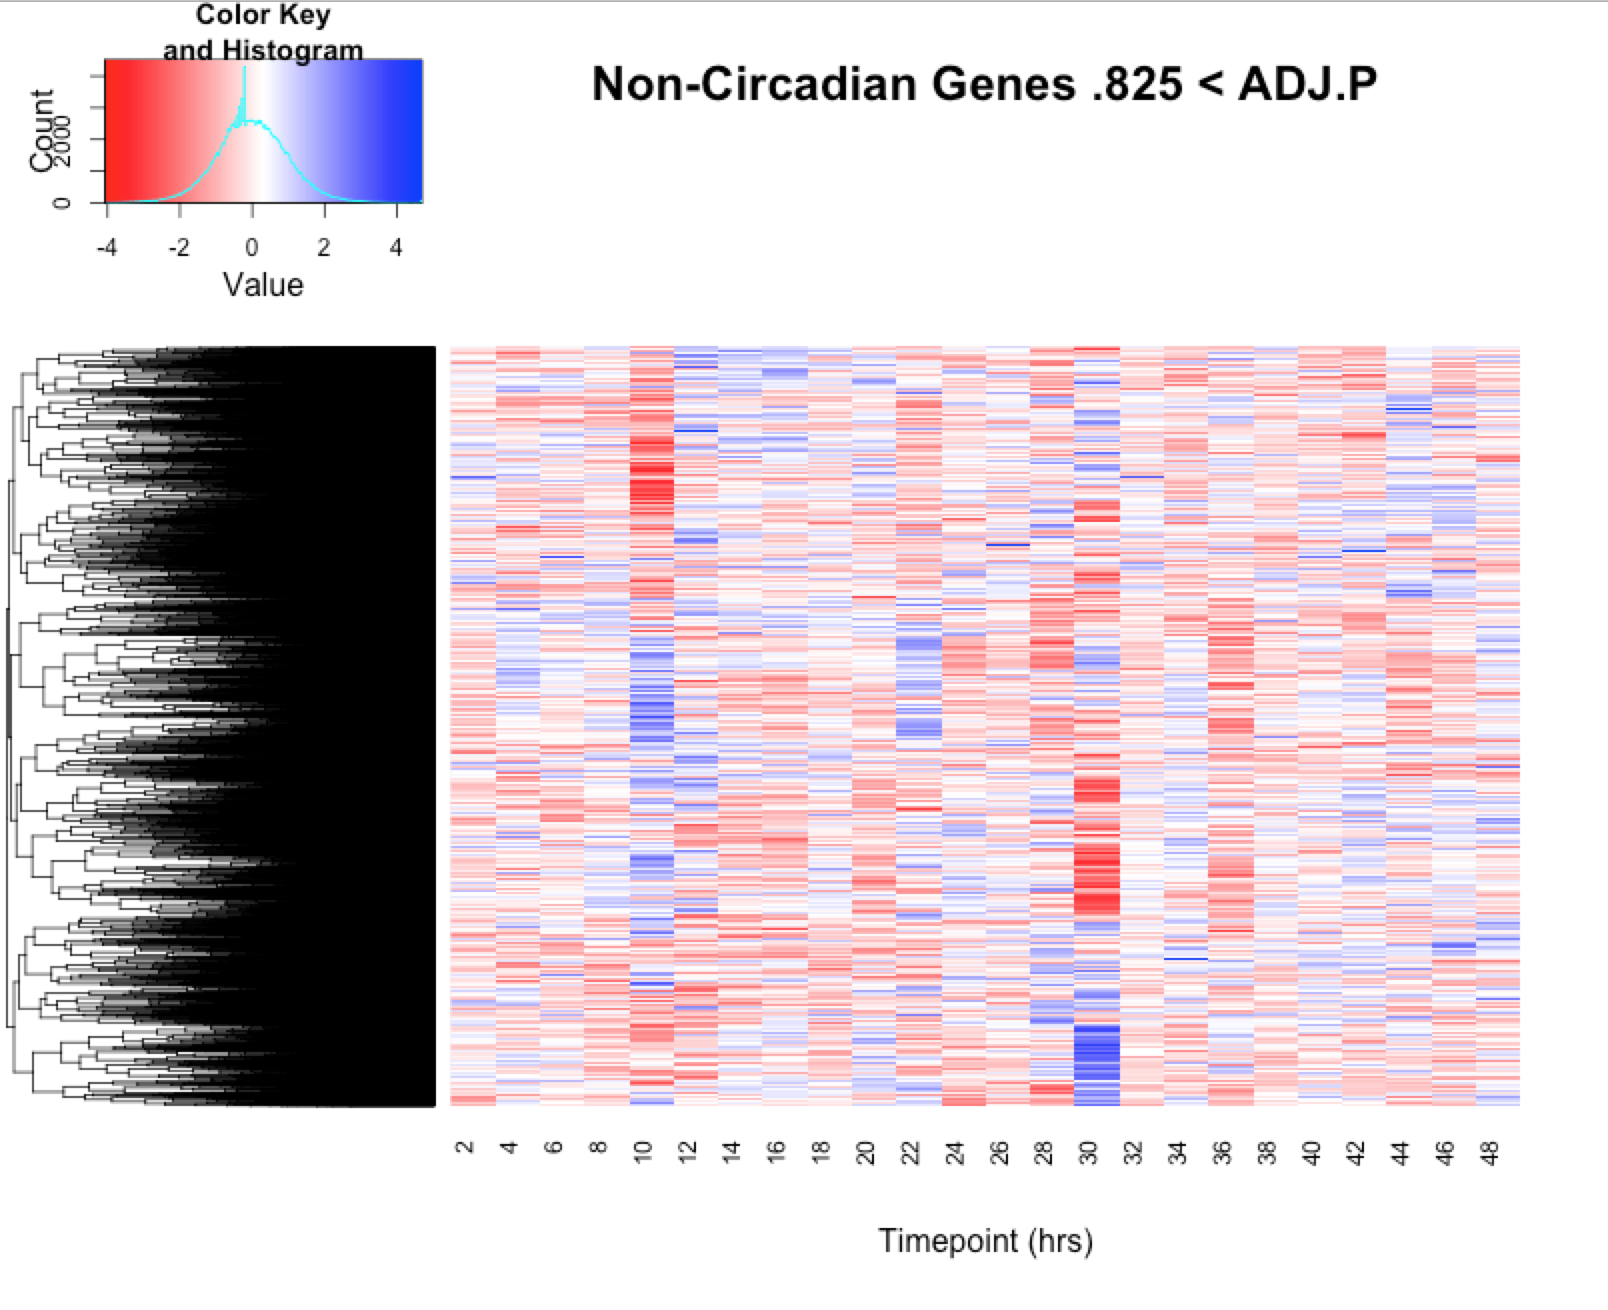 Color Key
and Histogram
Non-Circadian Genes .825 < ADJ.P
Count
0 2000
-4 -2 0 2 4
Value
2 4 6 8 10 12 14 16 18 20 22 24 26 28 30 32 34 36 38 40 42 44 46 48
Timepoint (hrs)